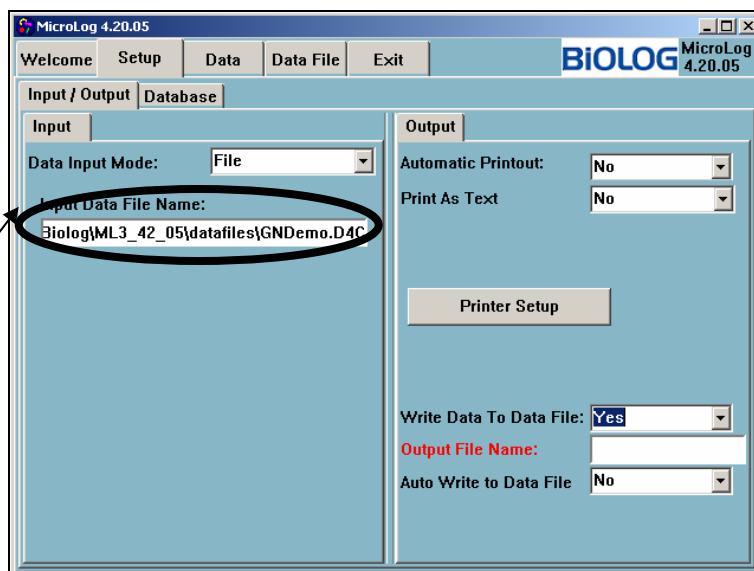 MicroLog 4.20.05
Welcome Setup Data Data File Exit
BiOLOG MicroLog 4.20.05
Input / Output Database
Input
Data Input Mode: File
Input Data File Name:
Biolog\ML3_42_05\datafiles\GNDemo.D4C
Output
Automatic Printout: No
Print As Text No
Printer Setup
Write Data To Data File: Yes
Output File Name:
Auto Write to Data File No